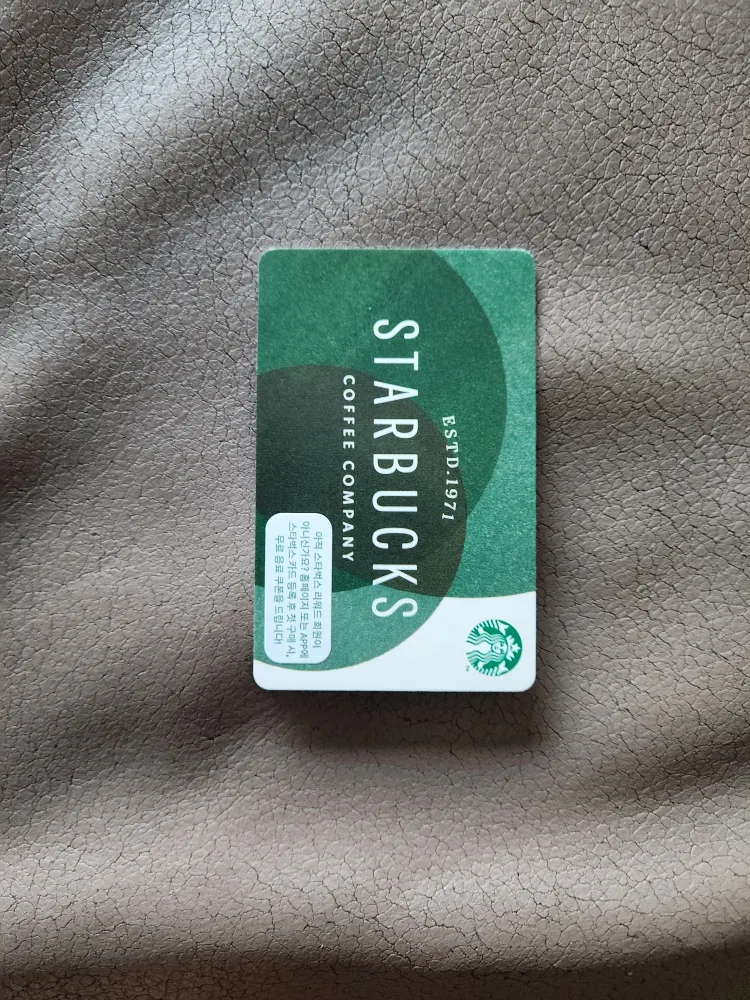 ESTD.1971
STARBUCKS
COFFEE COMPANY
아직 스타벅스 리워드 회원이
아니신가요? 홈페이지 또는 APP에
스타벅스 카드 등록 후 첫 구매 시,
무료 음료 쿠폰을 드립니다!
TM